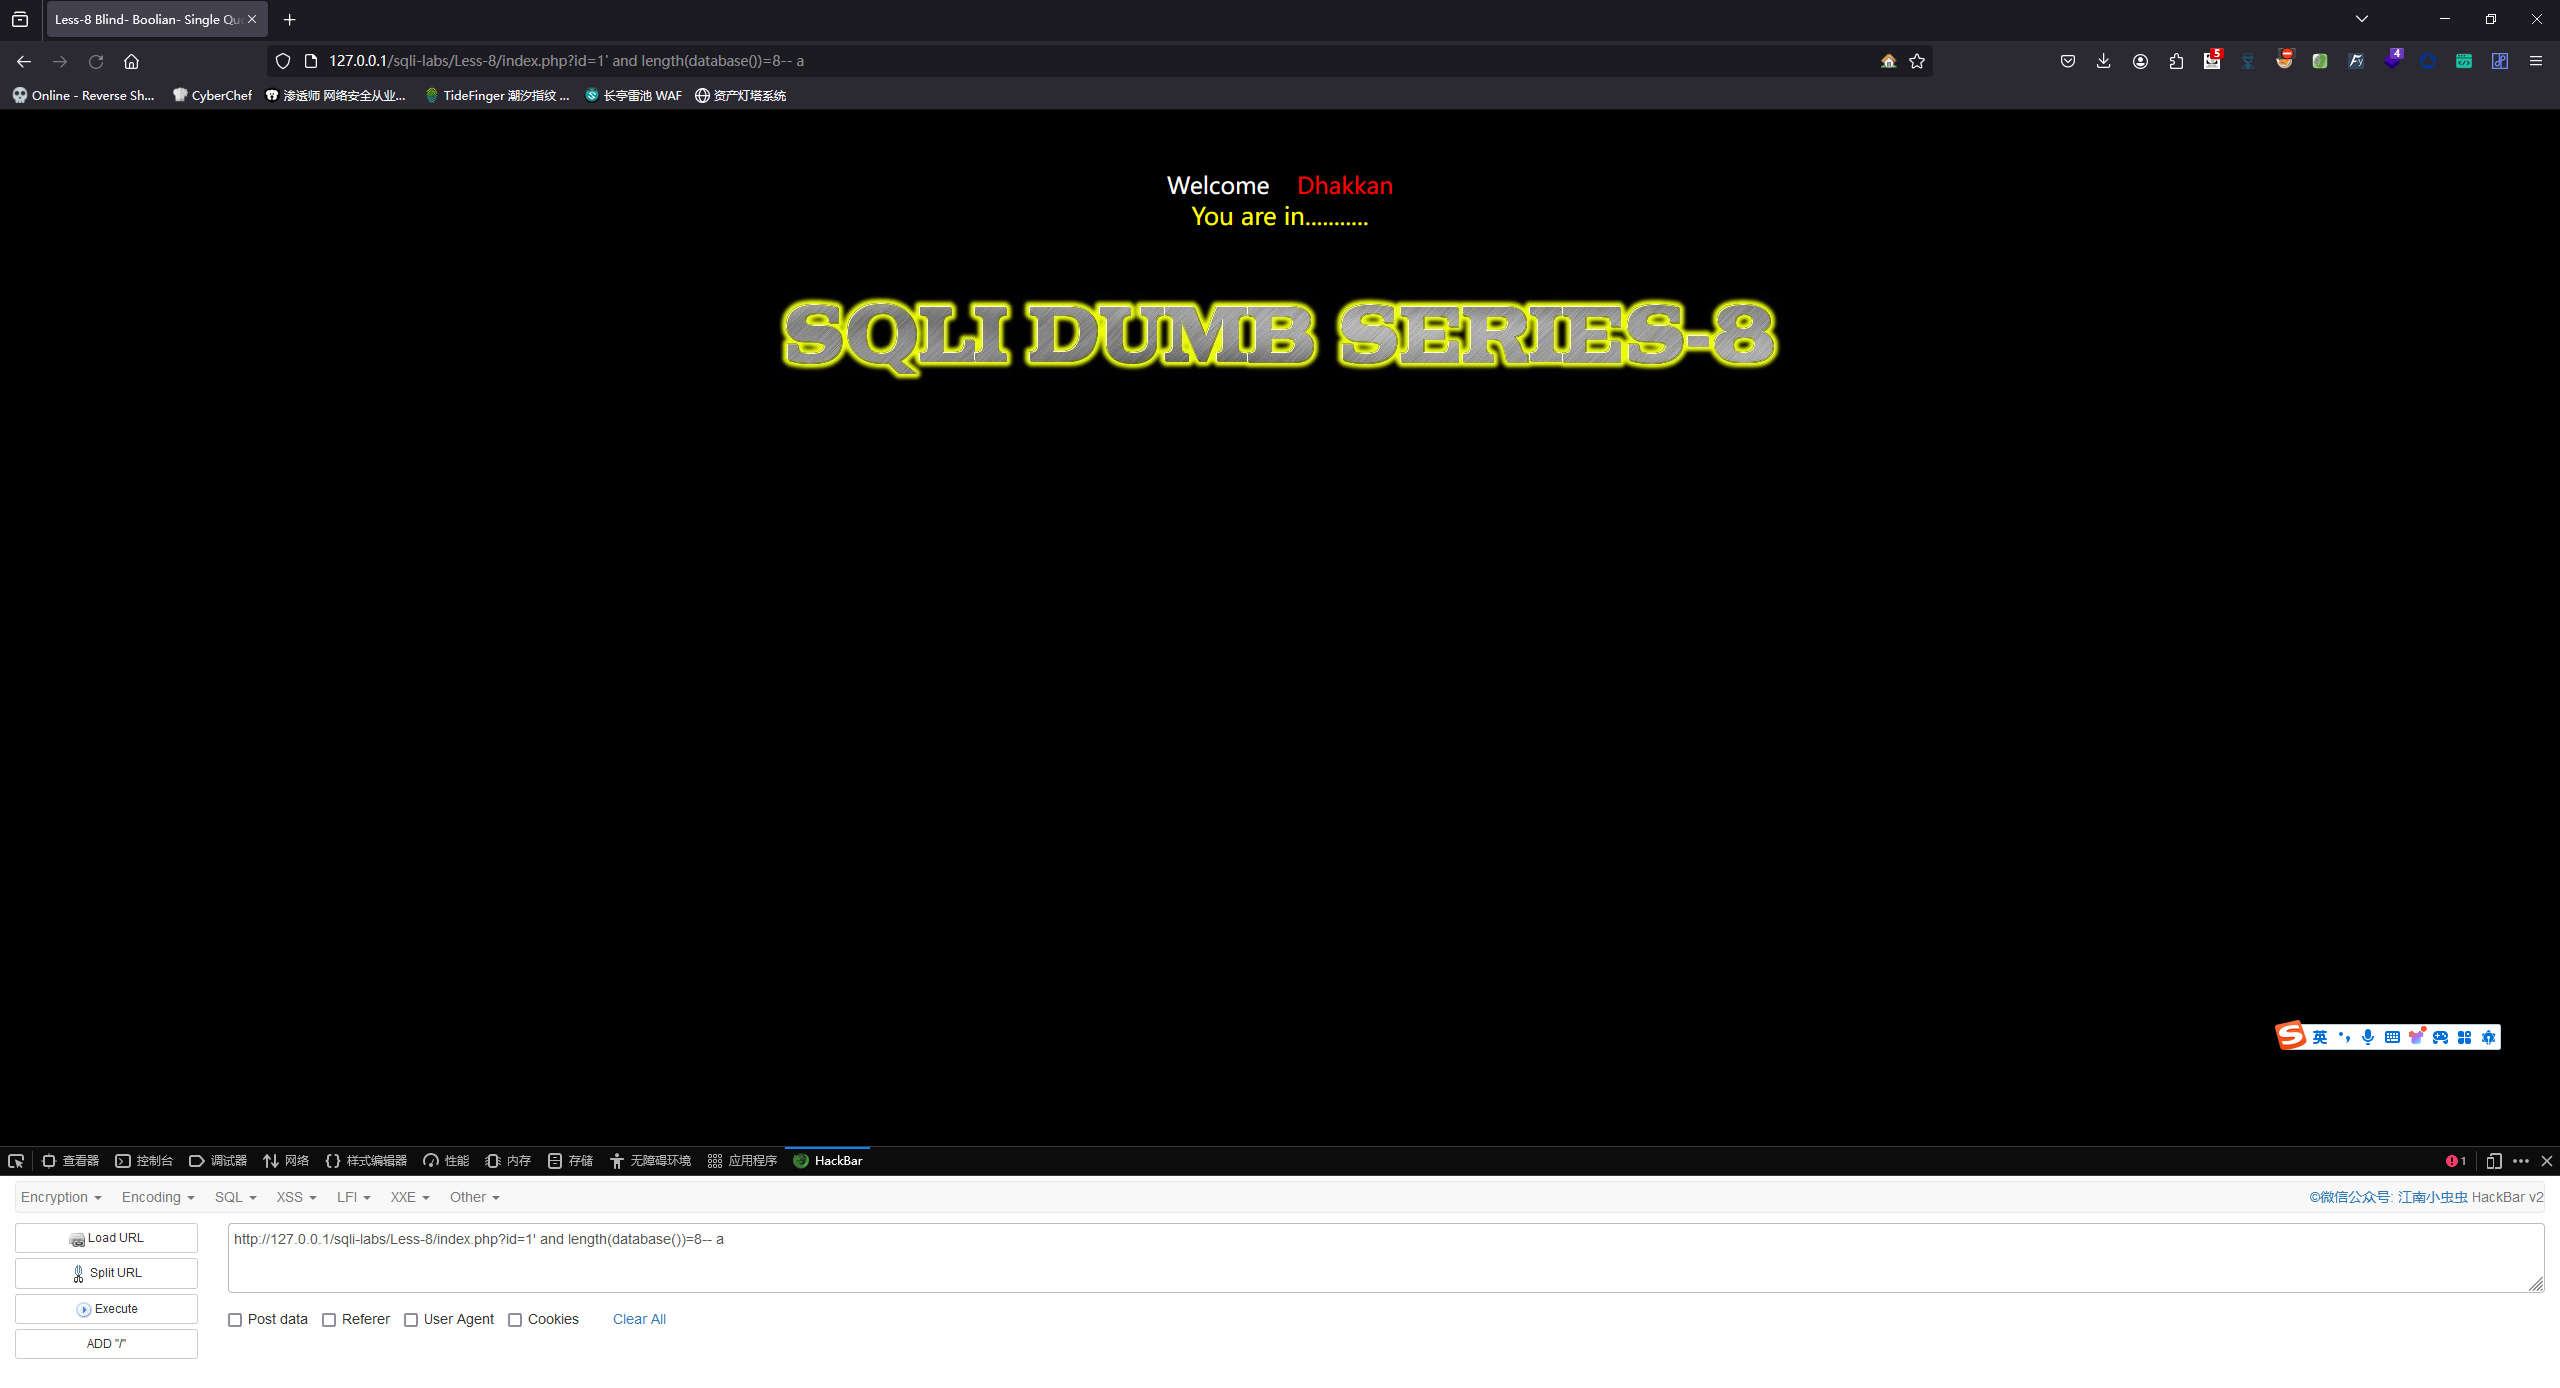 Less-8 Blind- Boolian- Single Qu
127.0.0.1/sqli-labs/Less-8/index.php?id=1' and length(database())=8-- a
5
4
Online - Reverse Sh...
CyberChef
渗透师 网络安全从业...
TideFinger 潮汐指纹 ...
长亭雷池 WAF
资产灯塔系统
Welcome Dhakkan
You are in...........
SQLI DUMB SERIES-8
英
查看器 控制台 调试器 网络 样式编辑器 性能 内存 存储 无障碍环境 应用程序 HackBar 1
Encryption Encoding SQL XSS LFI XXE Other ©微信公众号: 江南小虫虫 HackBar v2
Load URL
http://127.0.0.1/sqli-labs/Less-8/index.php?id=1' and length(database())=8-- a
Split URL
Execute
Post data Referer User Agent Cookies Clear All
ADD "/"